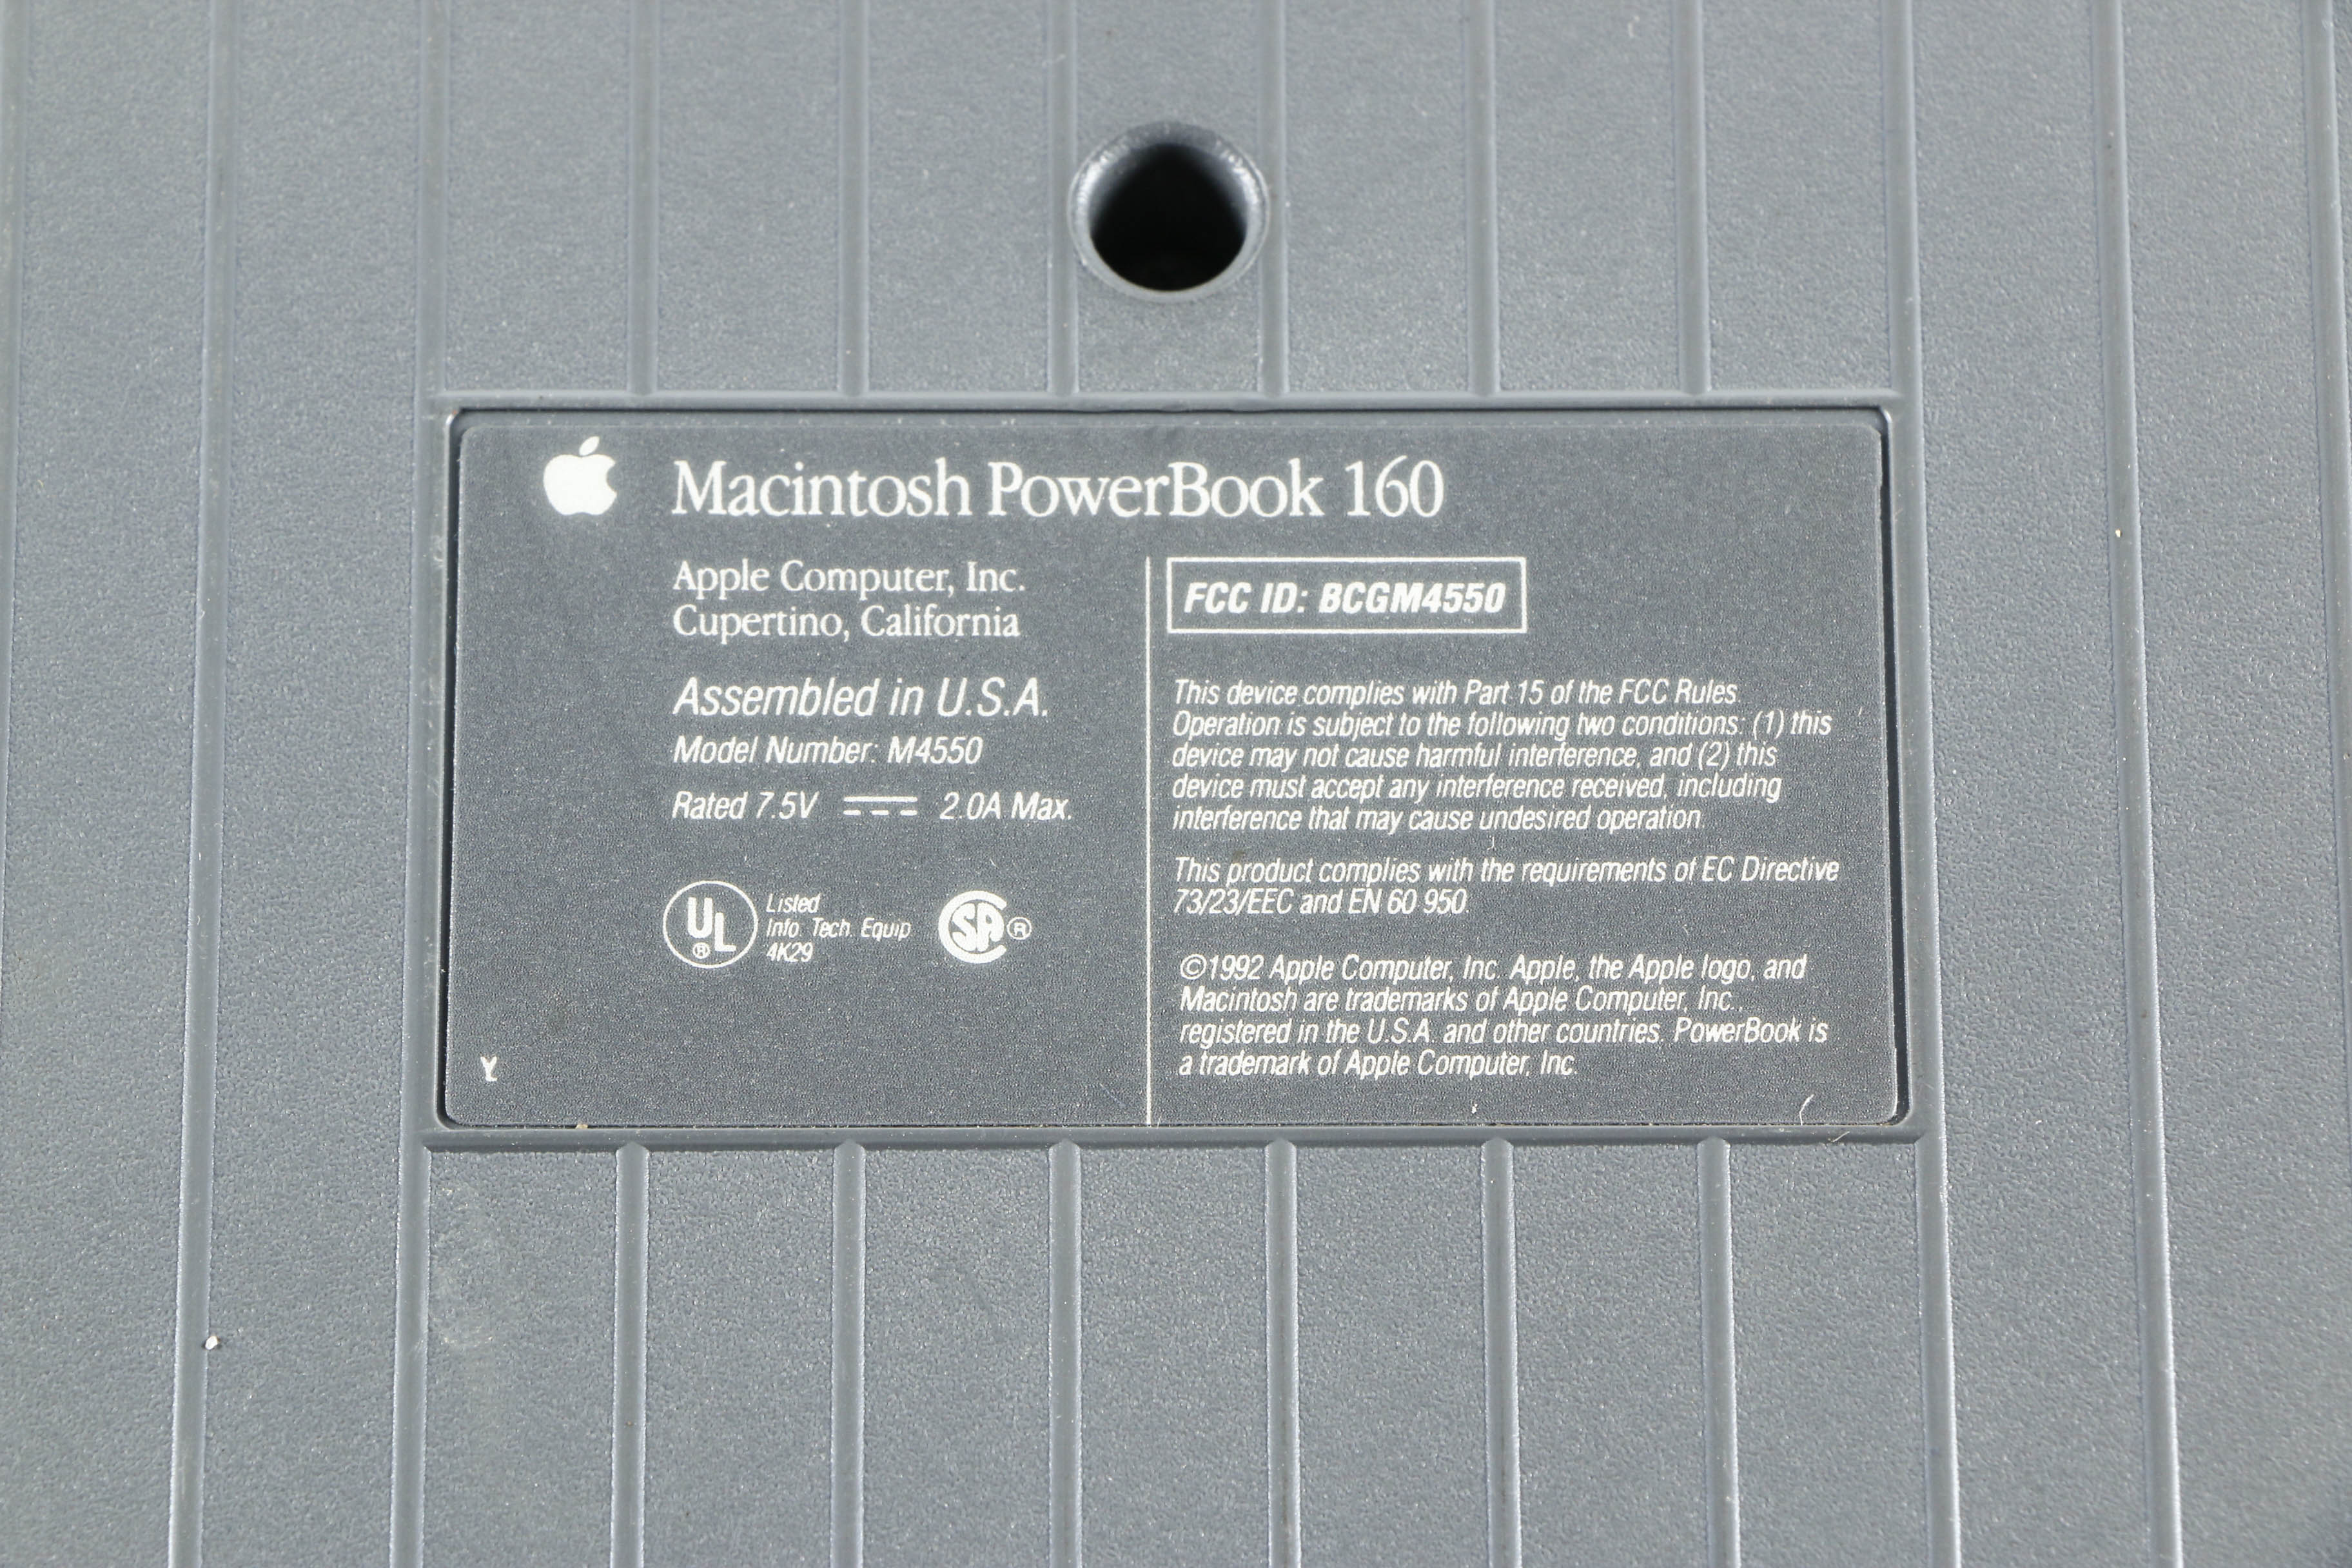 Macintosh PowerBook 160
Apple Computer, Inc.
Cupertino, California
Assembled in U.S.A.
Model Number: M4550
Rated 7.5V 2.0A Max.
UL
®
Listed
Info. Tech. Equip
4K29
SA ®
Y
FCC ID: BCGM4550
This device complies with Part 15 of the FCC Rules.
Operation is subject to the following two conditions: (1) this
device may not cause harmful interference, and (2) this
device must accept any interference received, including
interference that may cause undesired operation.
This product complies with the requirements of EC Directive
73/23/EEC and EN 60 950.
©1992 Apple Computer, Inc. Apple, the Apple logo, and
Macintosh are trademarks of Apple Computer, Inc.,
registered in the U.S.A. and other countries. PowerBook is
a trademark of Apple Computer, Inc.